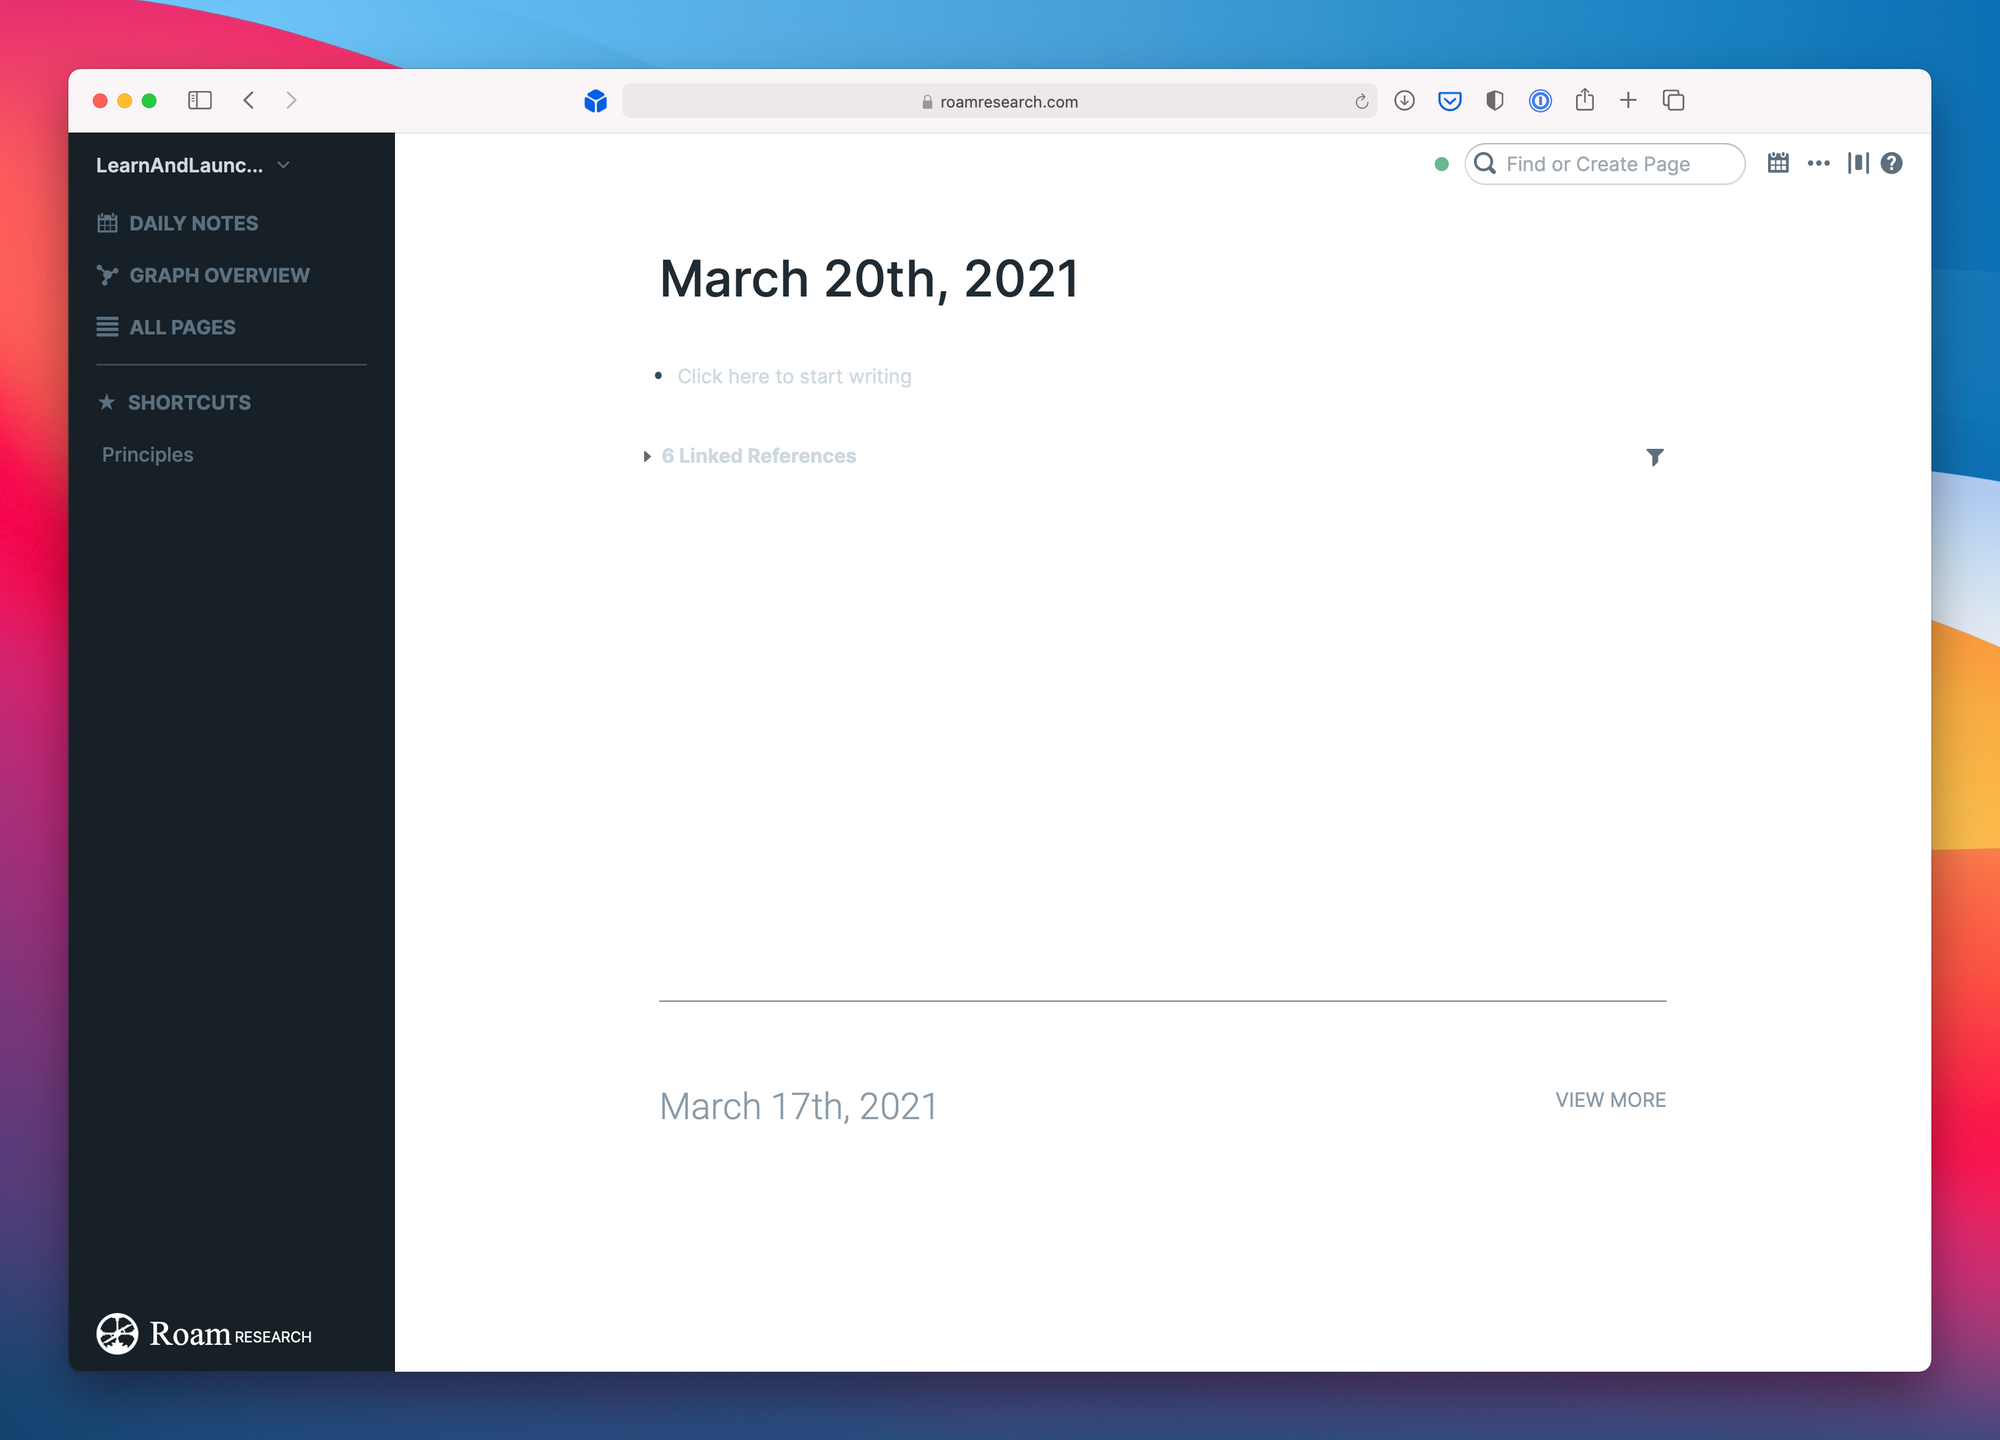 roamresearch.com
LearnAndLaunc...
DAILY NOTES
GRAPH OVERVIEW
ALL PAGES
SHORTCUTS
Principles
Roam RESEARCH
Find or Create Page
March 20th, 2021
Click here to start writing
6 Linked References
March 17th, 2021
VIEW MORE